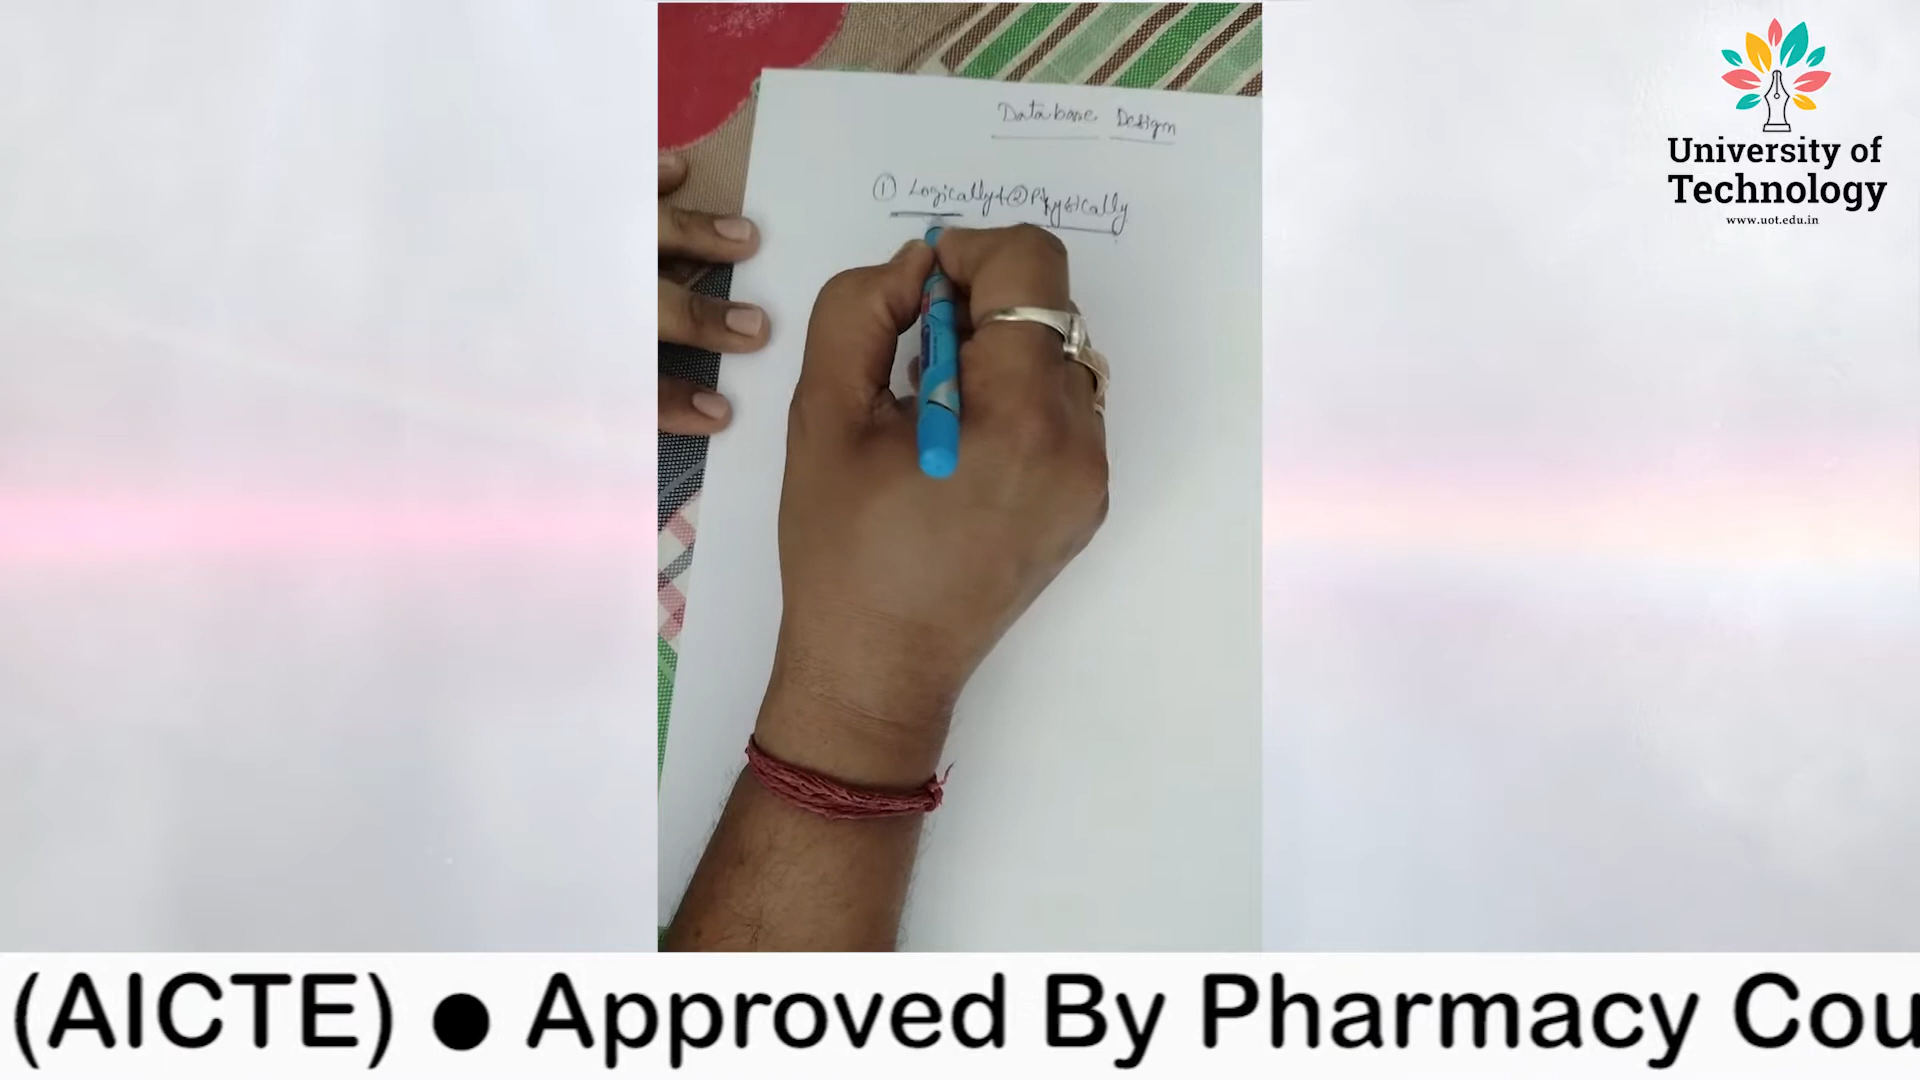 Database Design
① Logically + ② Physically
University of
Technology
www.uot.edu.in
(AICTE) ● Approved By Pharmacy Cou